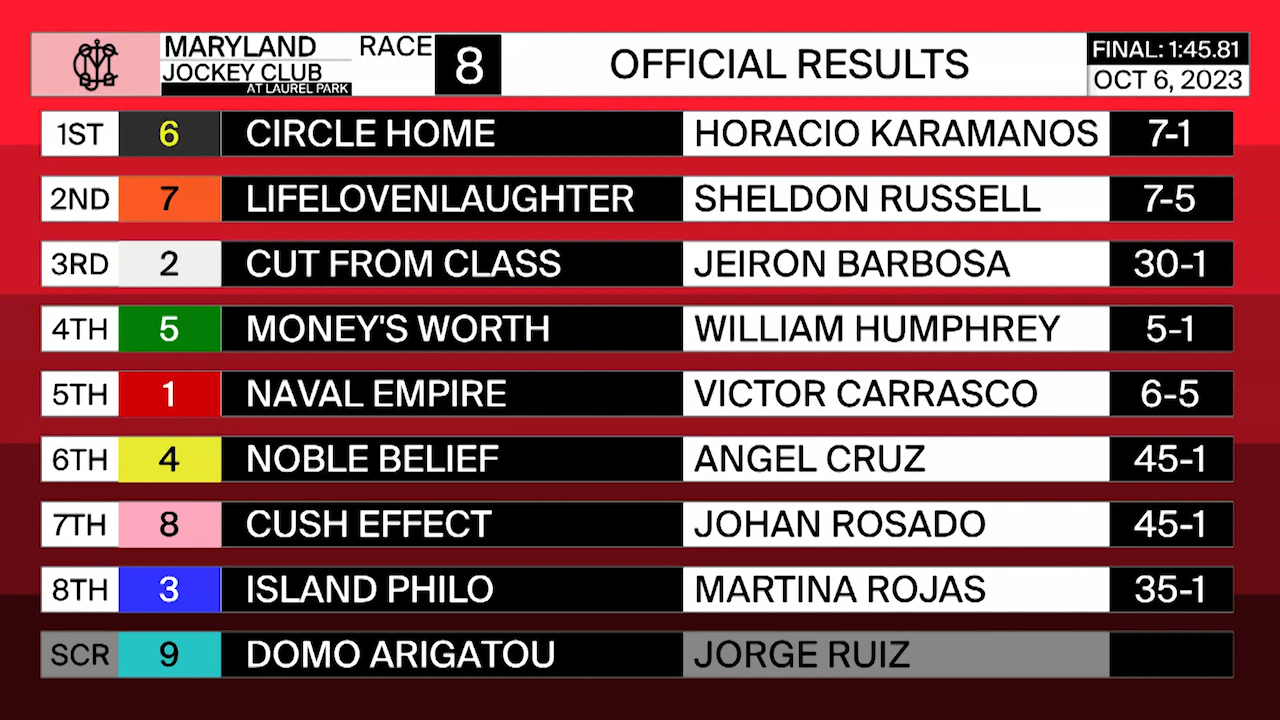 MARYLAND
JOCKEY CLUB
AT LAUREL PARK
RACE 8
OFFICIAL RESULTS
FINAL: 1:45.81
OCT 6, 2023
1ST 6 CIRCLE HOME HORACIO KARAMANOS 7-1
2ND 7 LIFELOVENLAUGHTER SHELDON RUSSELL 7-5
3RD 2 CUT FROM CLASS JEIRON BARBOSA 30-1
4TH 5 MONEY'S WORTH WILLIAM HUMPHREY 5-1
5TH 1 NAVAL EMPIRE VICTOR CARRASCO 6-5
6TH 4 NOBLE BELIEF ANGEL CRUZ 45-1
7TH 8 CUSH EFFECT JOHAN ROSADO 45-1
8TH 3 ISLAND PHILO MARTINA ROJAS 35-1
SCR 9 DOMO ARIGATOU JORGE RUIZ